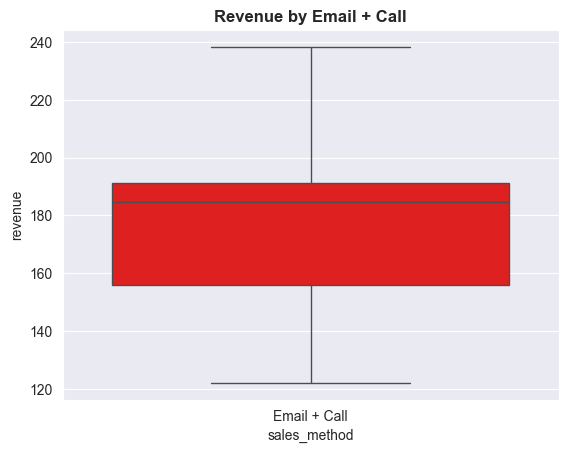 Revenue by Email + Call
240
220
200
180
160
140
120
revenue
Email + Call
sales_method